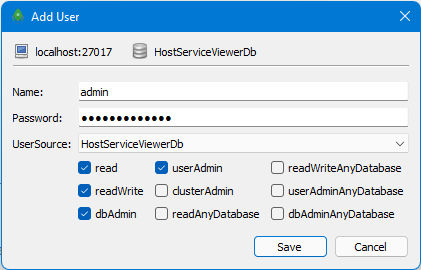 Add User
localhost:27017 HostServiceViewerDb
Name: admin
Password: ●●●●●●●●●●●●●
UserSource: HostServiceViewerDb
read userAdmin readWriteAnyDatabase
readWrite clusterAdmin userAdminAnyDatabase
dbAdmin readAnyDatabase dbAdminAnyDatabase
Save Cancel